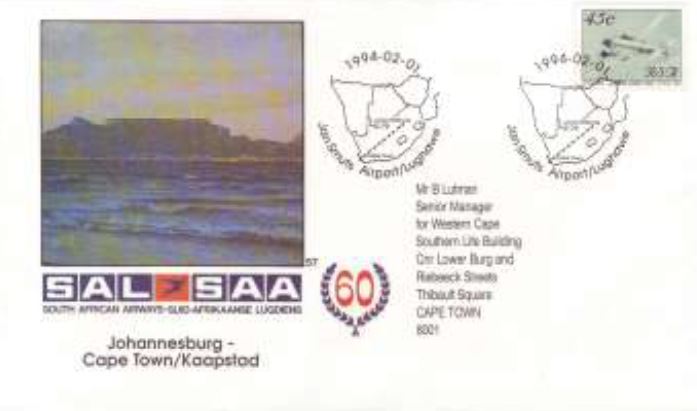 45c
1994-02-01
Jan Smuts Airport/Lughawe
1994-02-01
Jan Smuts Airport/Lughawe
Senior Manager
for Western Cape
Southern Life Building
Cnr Lower Burg and
Riebeeck Streets
Thibault Square
CAPE TOWN
8001
ST
SAL SAA
SOUTH AFRICAN AIRWAYS-SUID-AFRIKAANSE LUGDIENS
60
Johannesburg -
Cape Town/Kaapstad